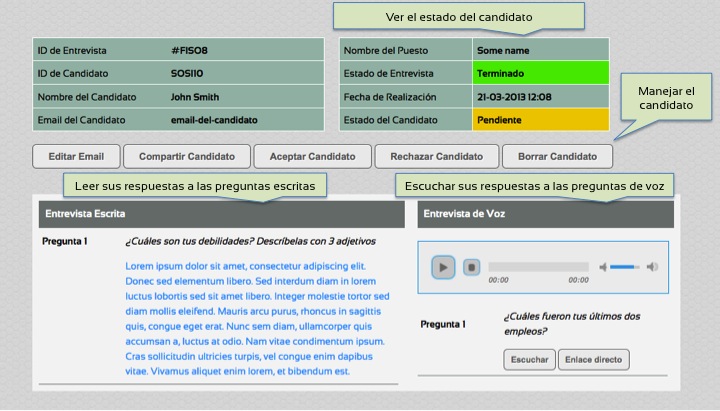 Ver el estado del candidato
ID de Entrevista #FISO8
Nombre del Puesto Some name
ID de Candidato SOSI10
Estado de Entrevista Terminado
Nombre del Candidato John Smith
Fecha de Realización 21-03-2013 12:08
Email del Candidato email-del-candidato
Estado del Candidato Pendiente
Manejar el
candidato
Editar Email Compartir Candidato Aceptar Candidato Rechazar Candidato Borrar Candidato
Leer sus respuestas a las preguntas escritas
Escuchar sus respuestas a las preguntas de voz
Entrevista Escrita
Pregunta 1 ¿Cuáles son tus debilidades? Descríbelas con 3 adjetivos
Lorem ipsum dolor sit amet, consectetur adipiscing elit.
Donec sed elementum libero. Sed interdum diam in lorem
luctus lobortis sed sit amet libero. Integer molestie tortor sed
diam mollis eleifend. Mauris arcu purus, rhoncus in sagittis
quis, congue eget erat. Nunc sem diam, ullamcorper quis
accumsan a, luctus at odio. Nam vitae condimentum ipsum.
Cras sollicitudin ultricies turpis, vel congue enim dapibus
vitae. Vivamus aliquet enim lorem, et bibendum est.
Entrevista de Voz
00:00 00:00
Pregunta 1 ¿Cuáles fueron tus últimos dos
empleos?
Escuchar Enlace directo